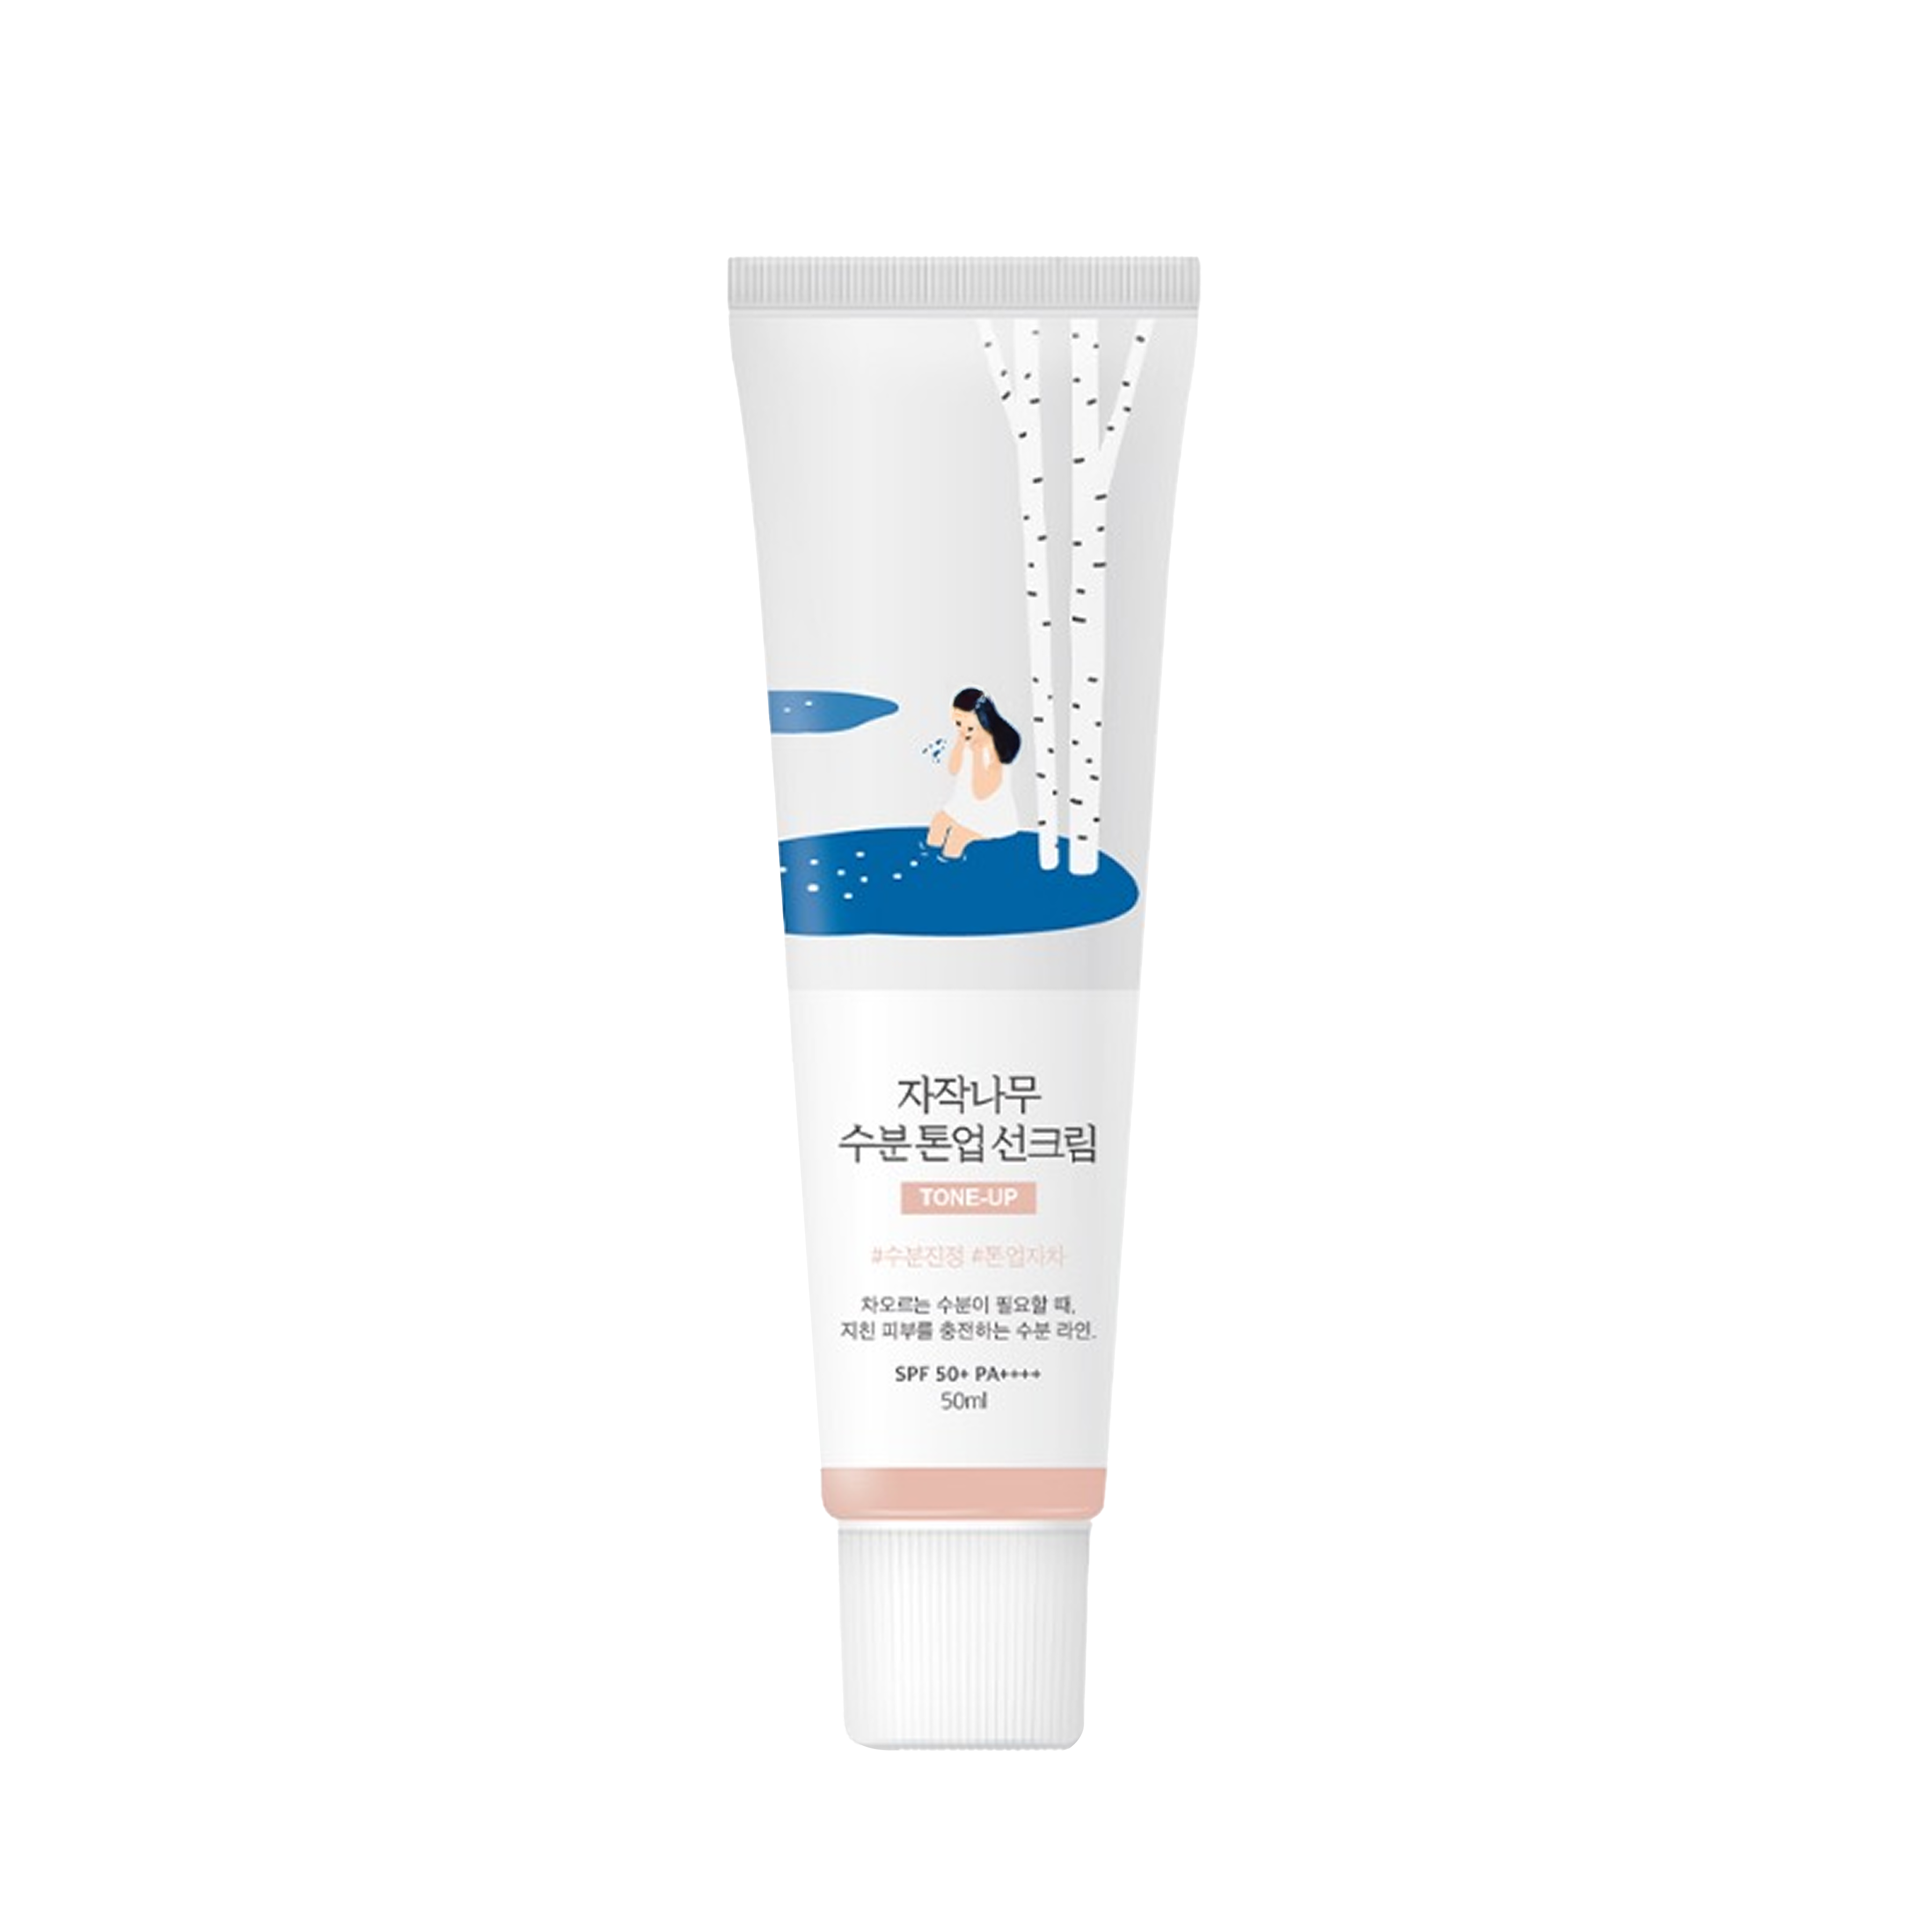 자작나무
수분 톤업 선크림
TONE-UP
#수분진정 #톤업자차
차오르는 수분이 필요할 때,
지친 피부를 충전하는 수분 라인.
SPF 50+ PA++++
50ml